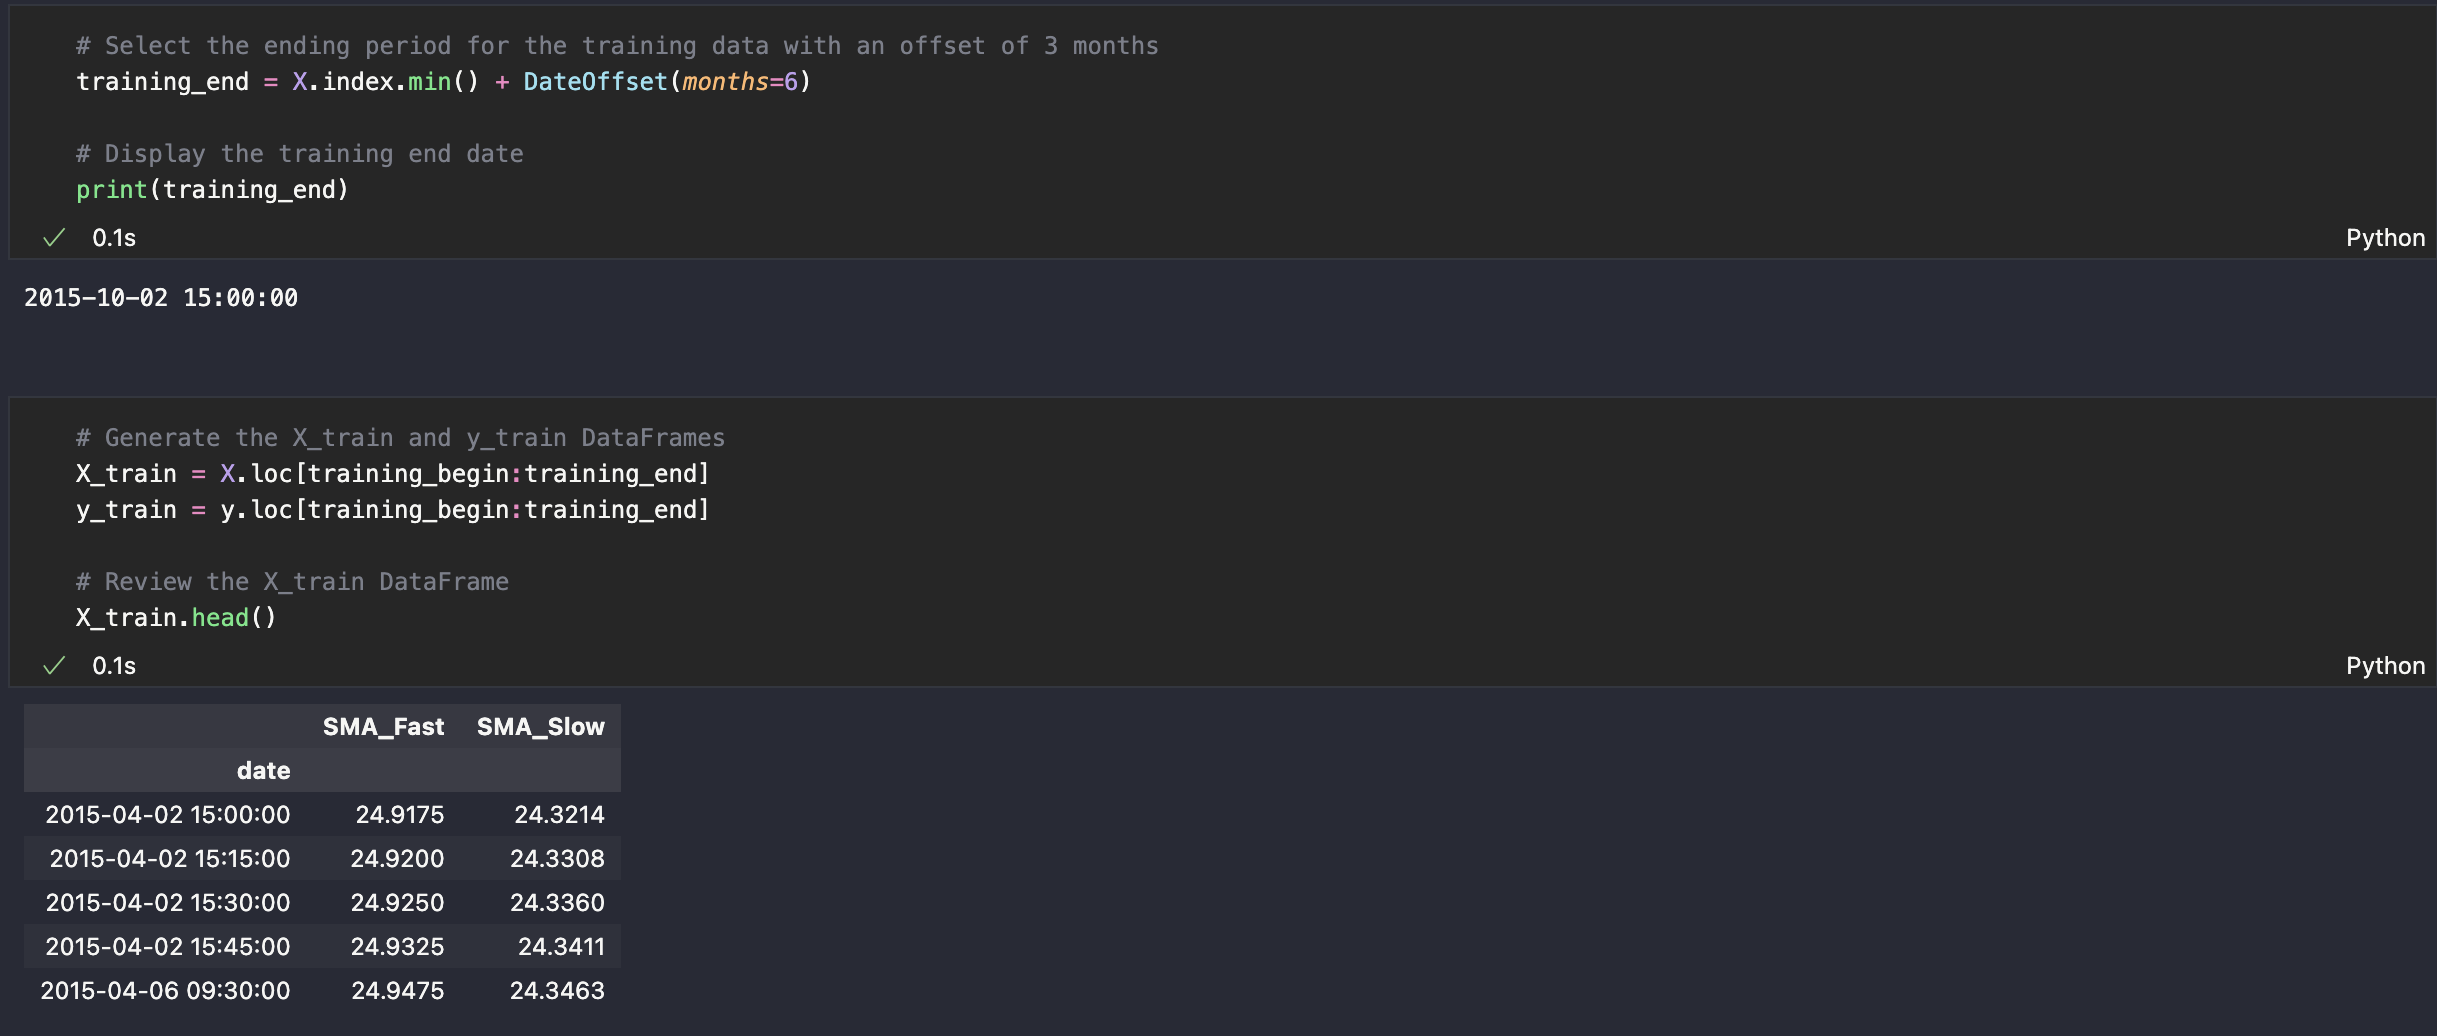 # Select the ending period for the training data with an offset of 3 months
training_end = X.index.min() + DateOffset(months=6)
# Display the training end date
print(training_end)
0.1s
Python
2015-10-02 15:00:00
# Generate the X_train and y_train DataFrames
X_train = X.loc[training_begin:training_end]
y_train = y.loc[training_begin:training_end]
# Review the X_train DataFrame
X_train.head()
0.1s
Python
SMA_Fast SMA_Slow
date
2015-04-02 15:00:00 24.9175 24.3214
2015-04-02 15:15:00 24.9200 24.3308
2015-04-02 15:30:00 24.9250 24.3360
2015-04-02 15:45:00 24.9325 24.3411
2015-04-06 09:30:00 24.9475 24.3463